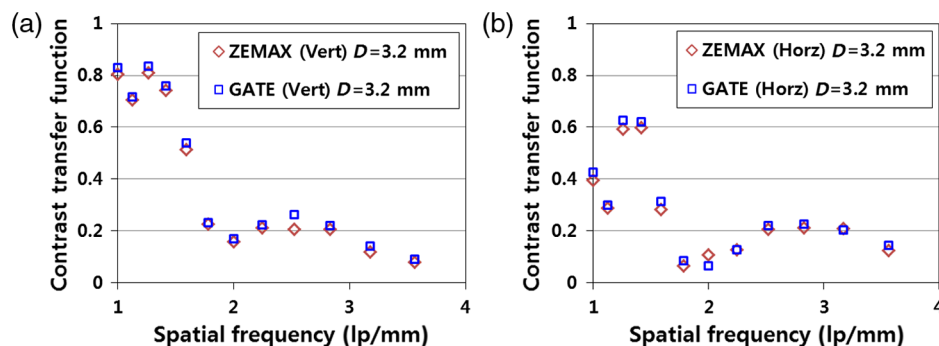 (a)
Contrast transfer function
1
0.8
0.6
0.4
0.2
0
ZEMAX (Vert) D=3.2 mm
GATE (Vert) D=3.2 mm
1 2 3 4
Spatial frequency (lp/mm)
(b)
Contrast transfer function
1
0.8
0.6
0.4
0.2
0
ZEMAX (Horz) D=3.2 mm
GATE (Horz) D=3.2 mm
1 2 3 4
Spatial frequency (lp/mm)